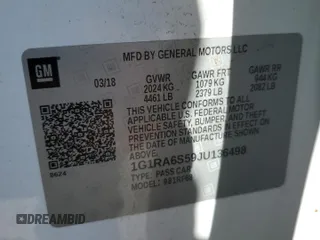 MFD BY GENERAL MOTORS LLC
GM
03/18
GVWR GAWR FRT GAWR RR
2024 KG 1079 KG 944 KG
4461 LB 2379 LB 2082 LB
THIS VEHICLE CONFORMS TO ALL APPLICABLE
U.S. FEDERAL MOTOR VEHICLE SAFETY,
BUMPER, AND THEFT PREVENTION
STANDARDS IN EFFECT ON THE DATE OF
MANUFACTURE SHOWN ABOVE.
1G1RA6S59JU136498
TYPE: PASS CAR
0624
DAMAGEBID